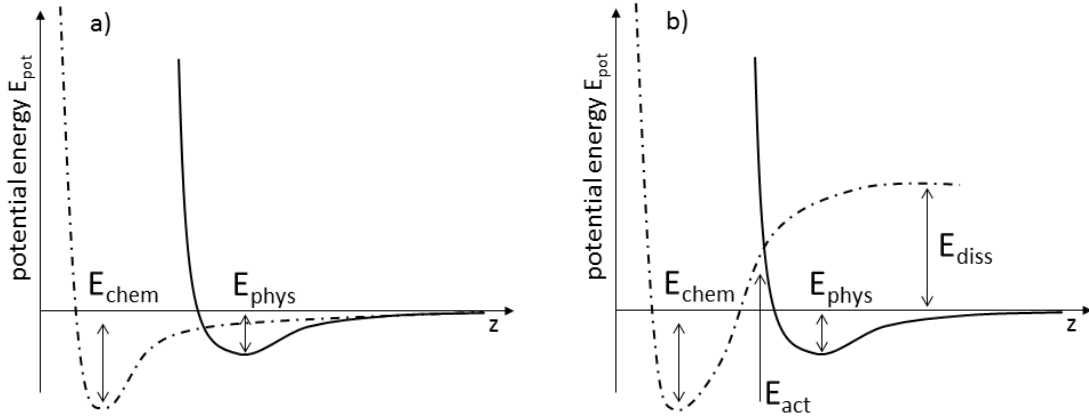 a)
potential energy E_pot
E_chem
E_phys
z
b)
potential energy E_pot
E_chem
E_phys
E_diss
z
E_act